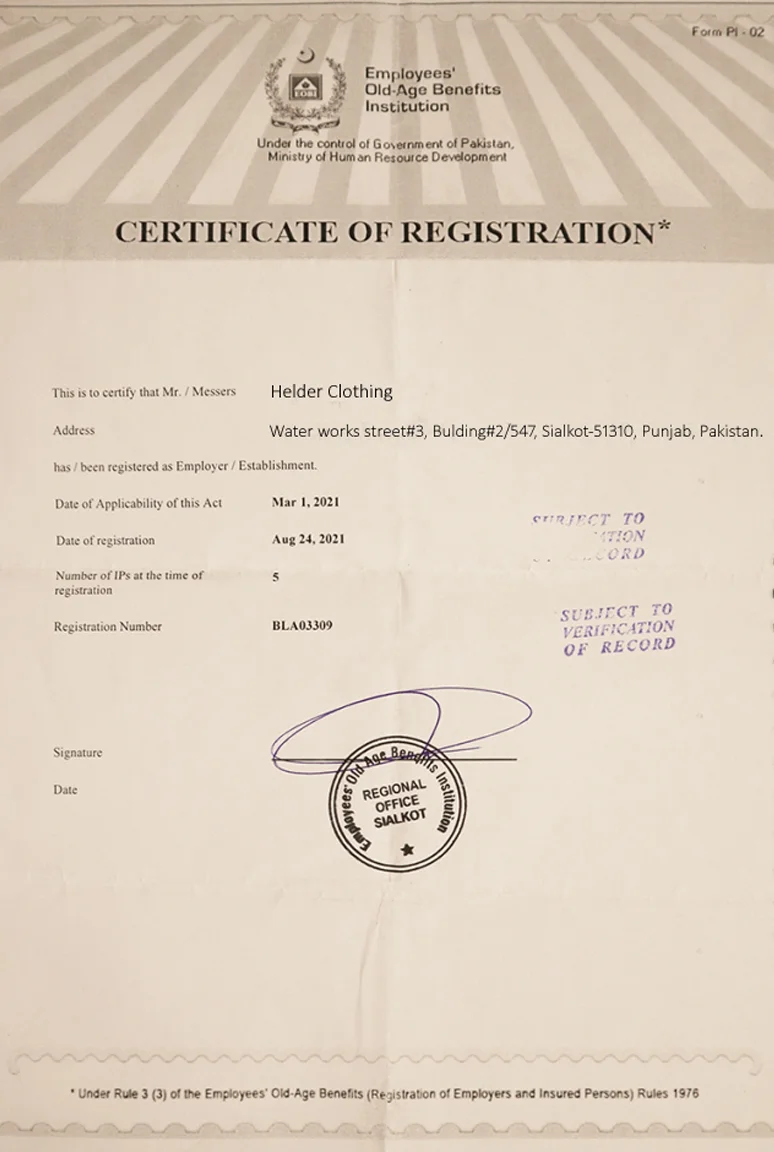 Form PI - 02
EOBI
Employees'
Old-Age Benefits
Institution
Under the control of Government of Pakistan,
Ministry of Human Resource Development
CERTIFICATE OF REGISTRATION*
This is to certify that Mr. / Messers Helder Clothing
Address Water works street#3, Bulding#2/547, Sialkot-51310, Punjab, Pakistan.
has / been registered as Employer / Establishment.
Date of Applicability of this Act Mar 1, 2021
Date of registration Aug 24, 2021
Number of IPs at the time of 5
registration
Registration Number BLA03309
SUBJECT TO
RECORD
SUBJECT TO
VERIFICATION
OF RECORD
Signature
Date
Employees' Old Age Benefits Institution
REGIONAL
OFFICE
SIALKOT
* Under Rule 3 (3) of the Employees' Old-Age Benefits (Registration of Employers and Insured Persons) Rules 1976